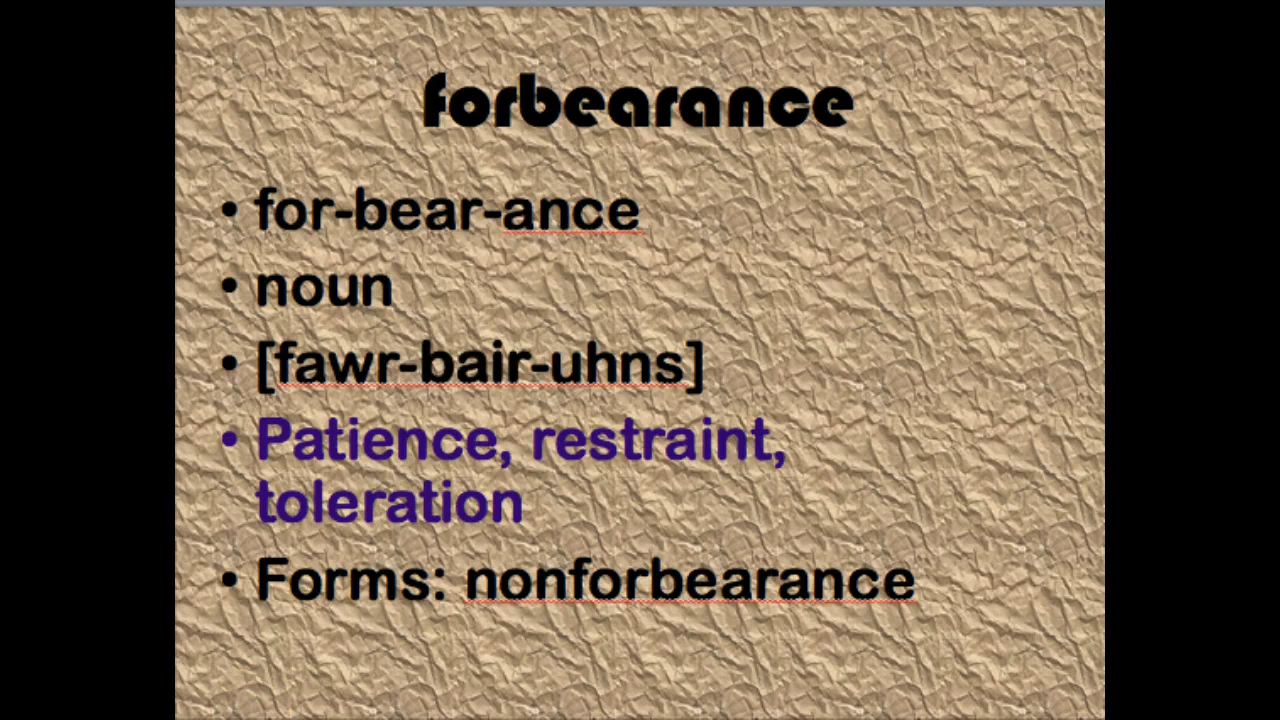 forbearance
• for-bear-ance
• noun
• [fawr-bair-uhns]
• Patience, restraint,
toleration
• Forms: nonforbearance